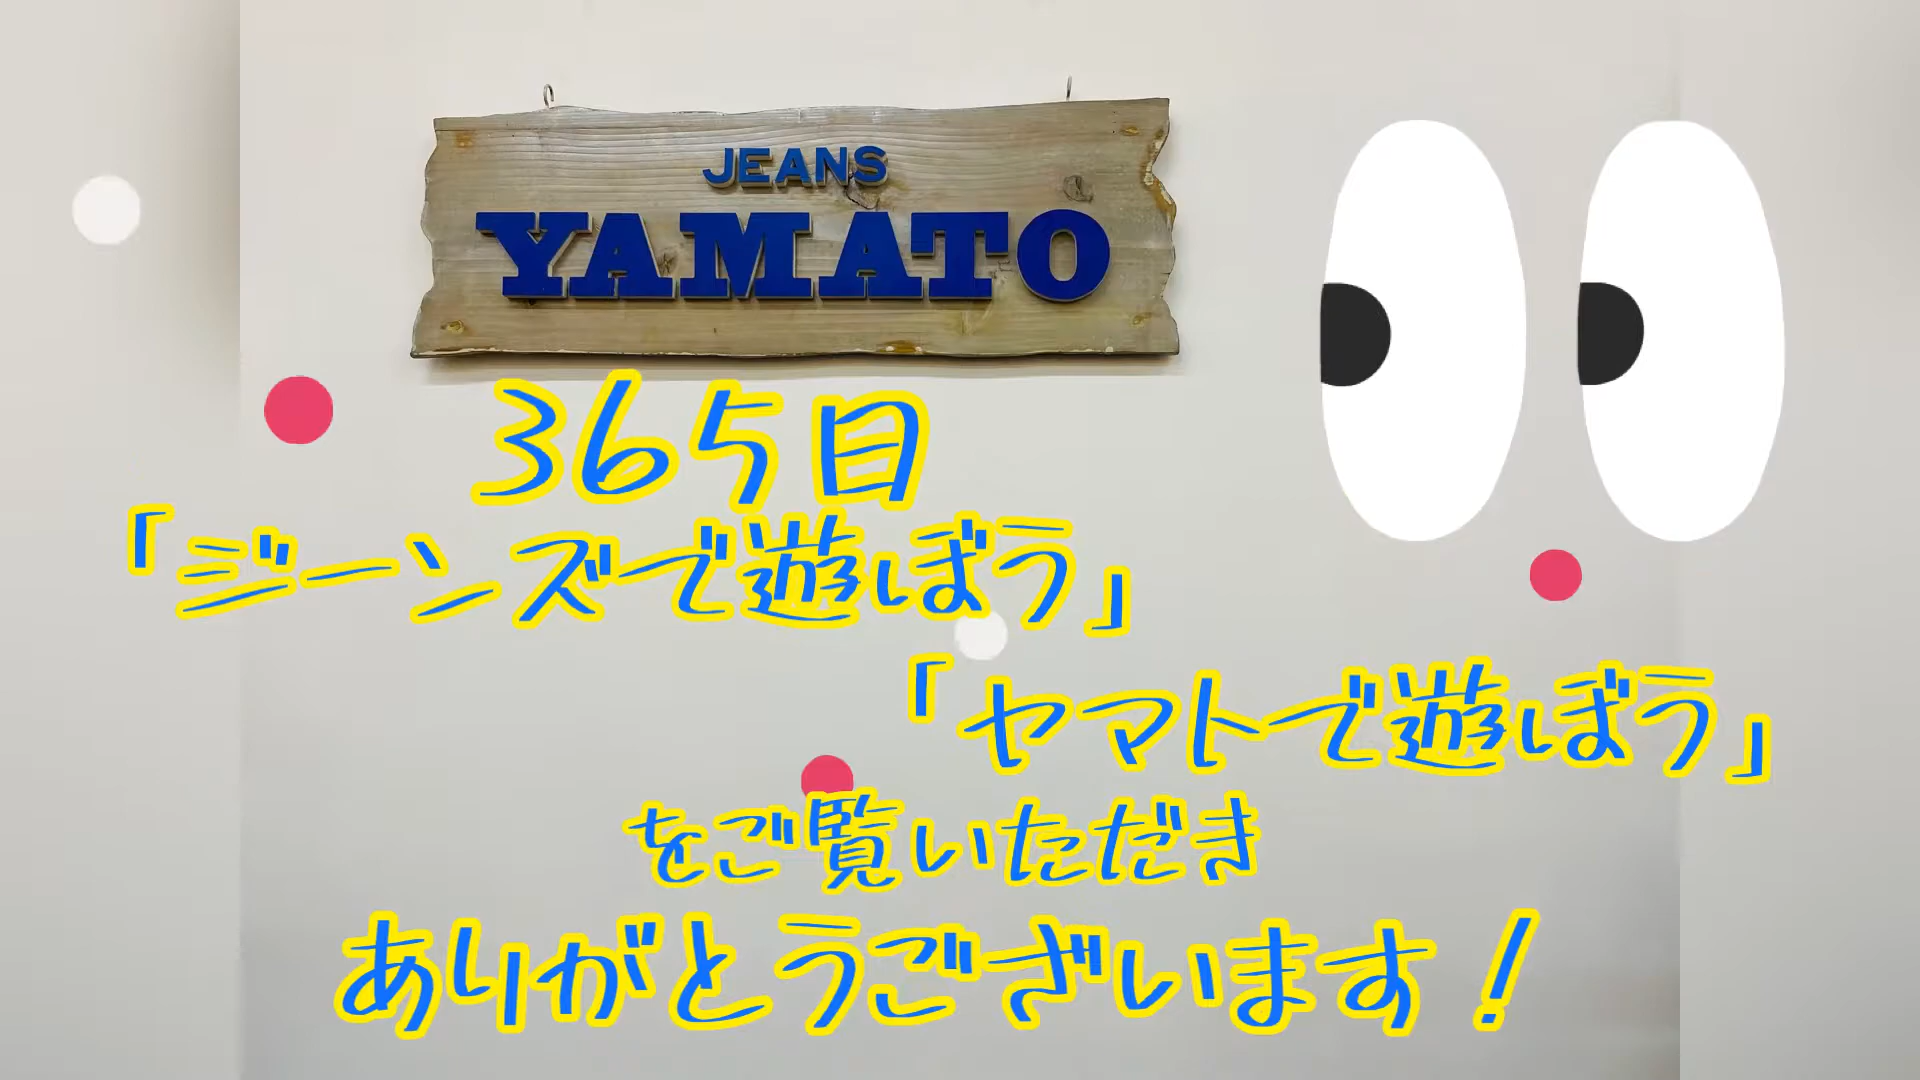 JEANS
YAMATO
365日
「ジーンズで遊ぼう」
「ヤマトで遊ぼう」
をご覧いただき
ありがとうございます!